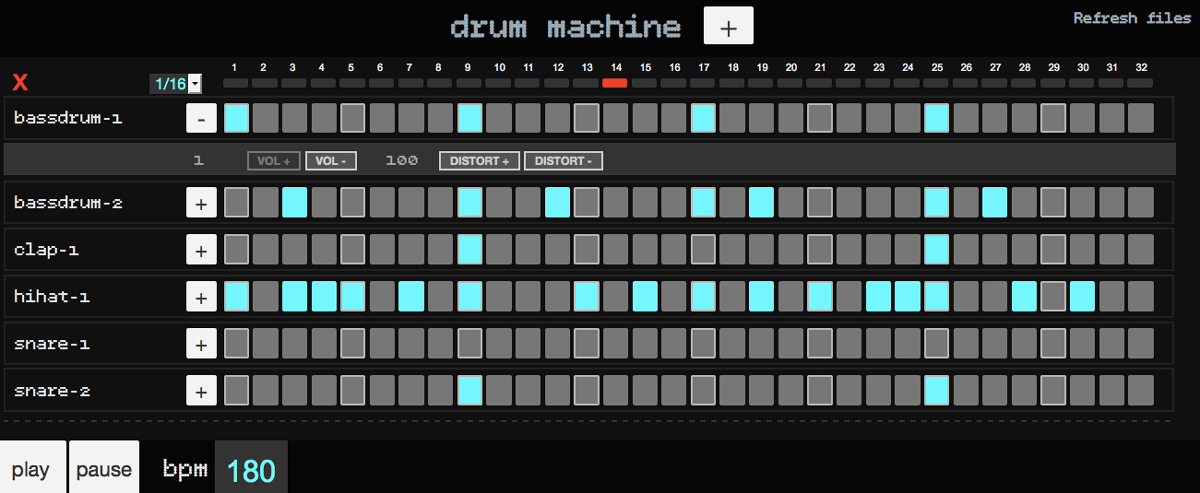 drum machine +
Refresh files
X 1/16 1 2 3 4 5 6 7 8 9 10 11 12 13 14 15 16 17 18 19 20 21 22 23 24 25 26 27 28 29 30 31 32
bassdrum-1 -
1 VOL + VOL - 100 DISTORT + DISTORT -
bassdrum-2 +
clap-1 +
hihat-1 +
snare-1 +
snare-2 +
play pause bpm 180